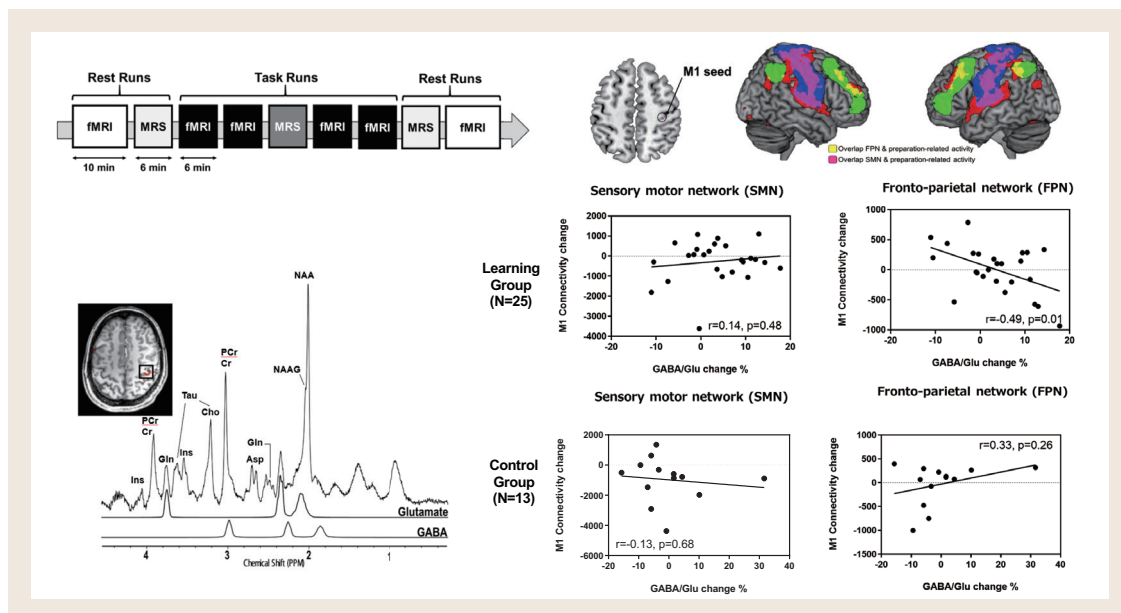 Rest Runs
Task Runs
Rest Runs
fMRI
MRS
fMRI
fMRI
MRS
fMRI
fMRI
MRS
fMRI
10 min
6 min
6 min
M1 seed
Overlap FPN & preparation-related activity
Overlap SMN & preparation-related activity
NAA
NAAG
PCr
Cr
Tau
Cho
PCr
Cr
Gln
Ins
Ins
Gln
Asp
Glutamate
GABA
4
3
2
1
Chemical Shift (PPM)
Learning
Group
(N=25)
Sensory motor network (SMN)
M1 Connectivity change
2000
1000
0
-1000
-2000
-3000
-4000
r=0.14, p=0.48
-20
-10
0
10
20
GABA/Glu change %
Fronto-parietal network (FPN)
M1 Connectivity change
1000
500
0
-500
-1000
r=-0.49, p=0.01
-20
-10
0
10
20
GABA/Glu change %
Control
Group
(N=13)
Sensory motor network (SMN)
M1 Connectivity change
2000
0
-2000
-4000
-6000
r=-0.13, p=0.68
-20
-10
0
10
20
30
40
GABA/Glu change %
Fronto-parietal network (FPN)
M1 Connectivity change
1000
500
0
-500
-1000
-1500
r=0.33, p=0.26
-20
-10
0
10
20
30
40
GABA/Glu change %